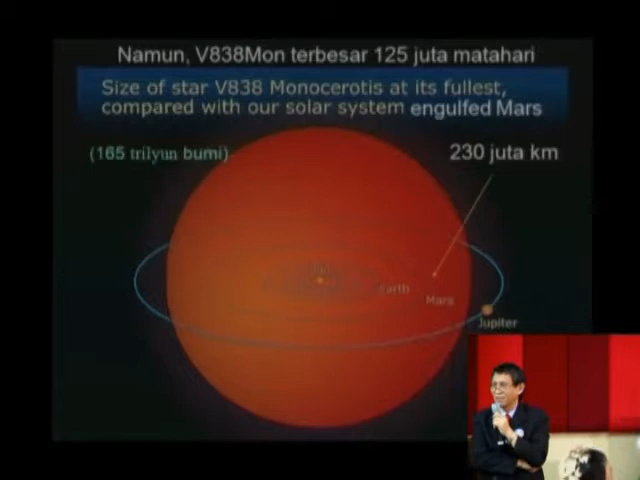 Namun, V838Mon terbesar 125 juta matahari
Size of star V838 Monocerotis at its fullest,
compared with our solar system engulfed Mars
(165 trilyun bumi)
230 juta km
Earth
Mars
Jupiter